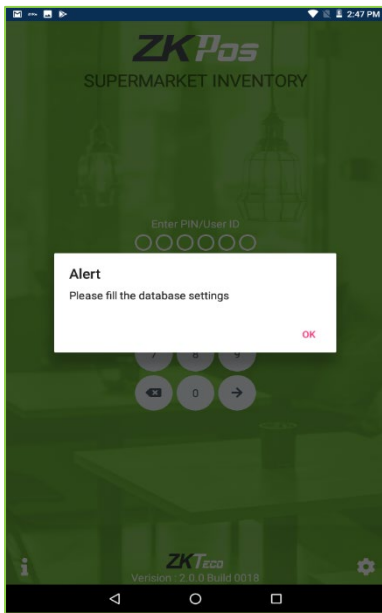 2:47 PM
ZKPos
SUPERMARKET INVENTORY
Enter PIN/User ID
Alert
Please fill the database settings
OK
7 8 9
0
ZKTECO
Verision : 2.0.0 Build 0018